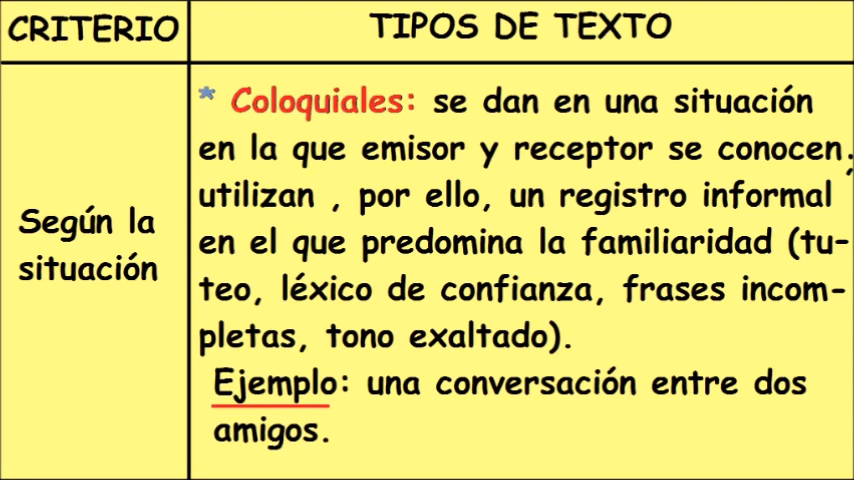 CRITERIO
TIPOS DE TEXTO
Según la
situación
* Coloquiales: se dan en una situación
en la que emisor y receptor se conocen;
utilizan , por ello, un registro informal
en el que predomina la familiaridad (tu-
teo, léxico de confianza, frases incom-
pletas, tono exaltado).
Ejemplo: una conversación entre dos
amigos.